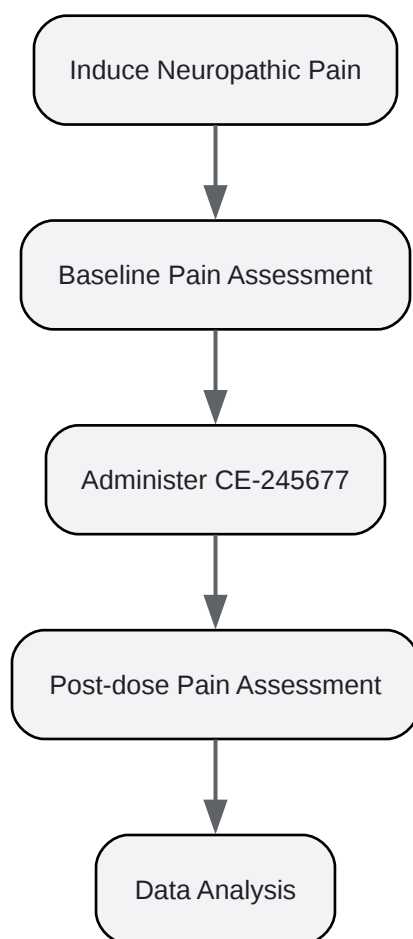 Induce Neuropathic Pain
Baseline Pain Assessment
Administer CE-245677
Post-dose Pain Assessment
Data Analysis